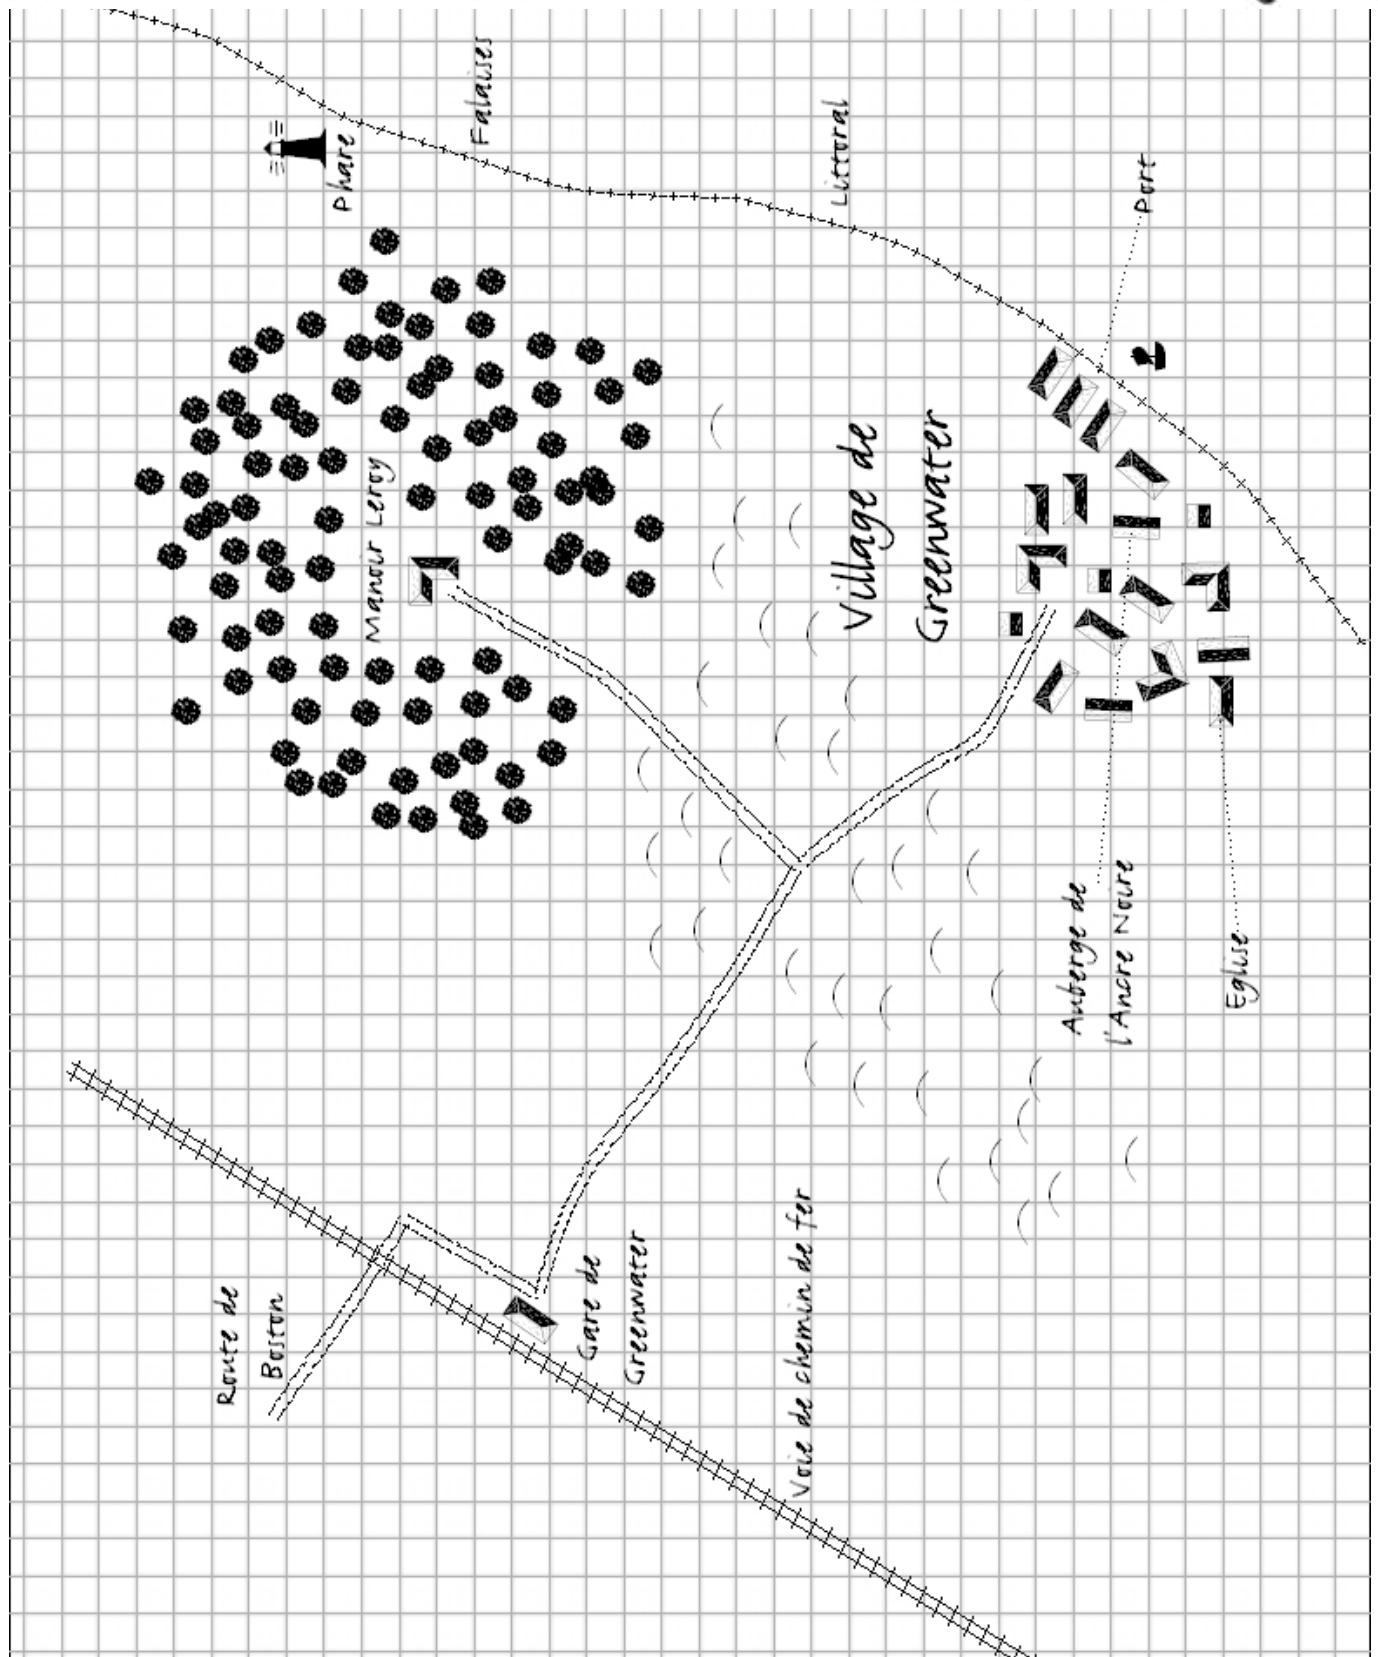 Route de
Boston
Phare
Manoir Leroy
Falaises
Gare de
Greenwater
Voie de chemin de fer
Littoral
Village de
Greenwater
Auberge de
l'Ancre Noire
Port
Eglise